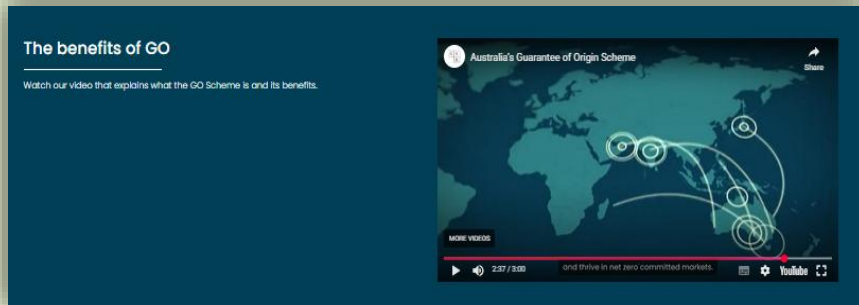 The benefits of GO
Watch our video that explains what the GO Scheme is and its benefits.
Australia's Guarantee of Origin Scheme
Share
MORE VIDEOS
2:37 / 3:00
and thrive in net zero committed markets.
YouTube